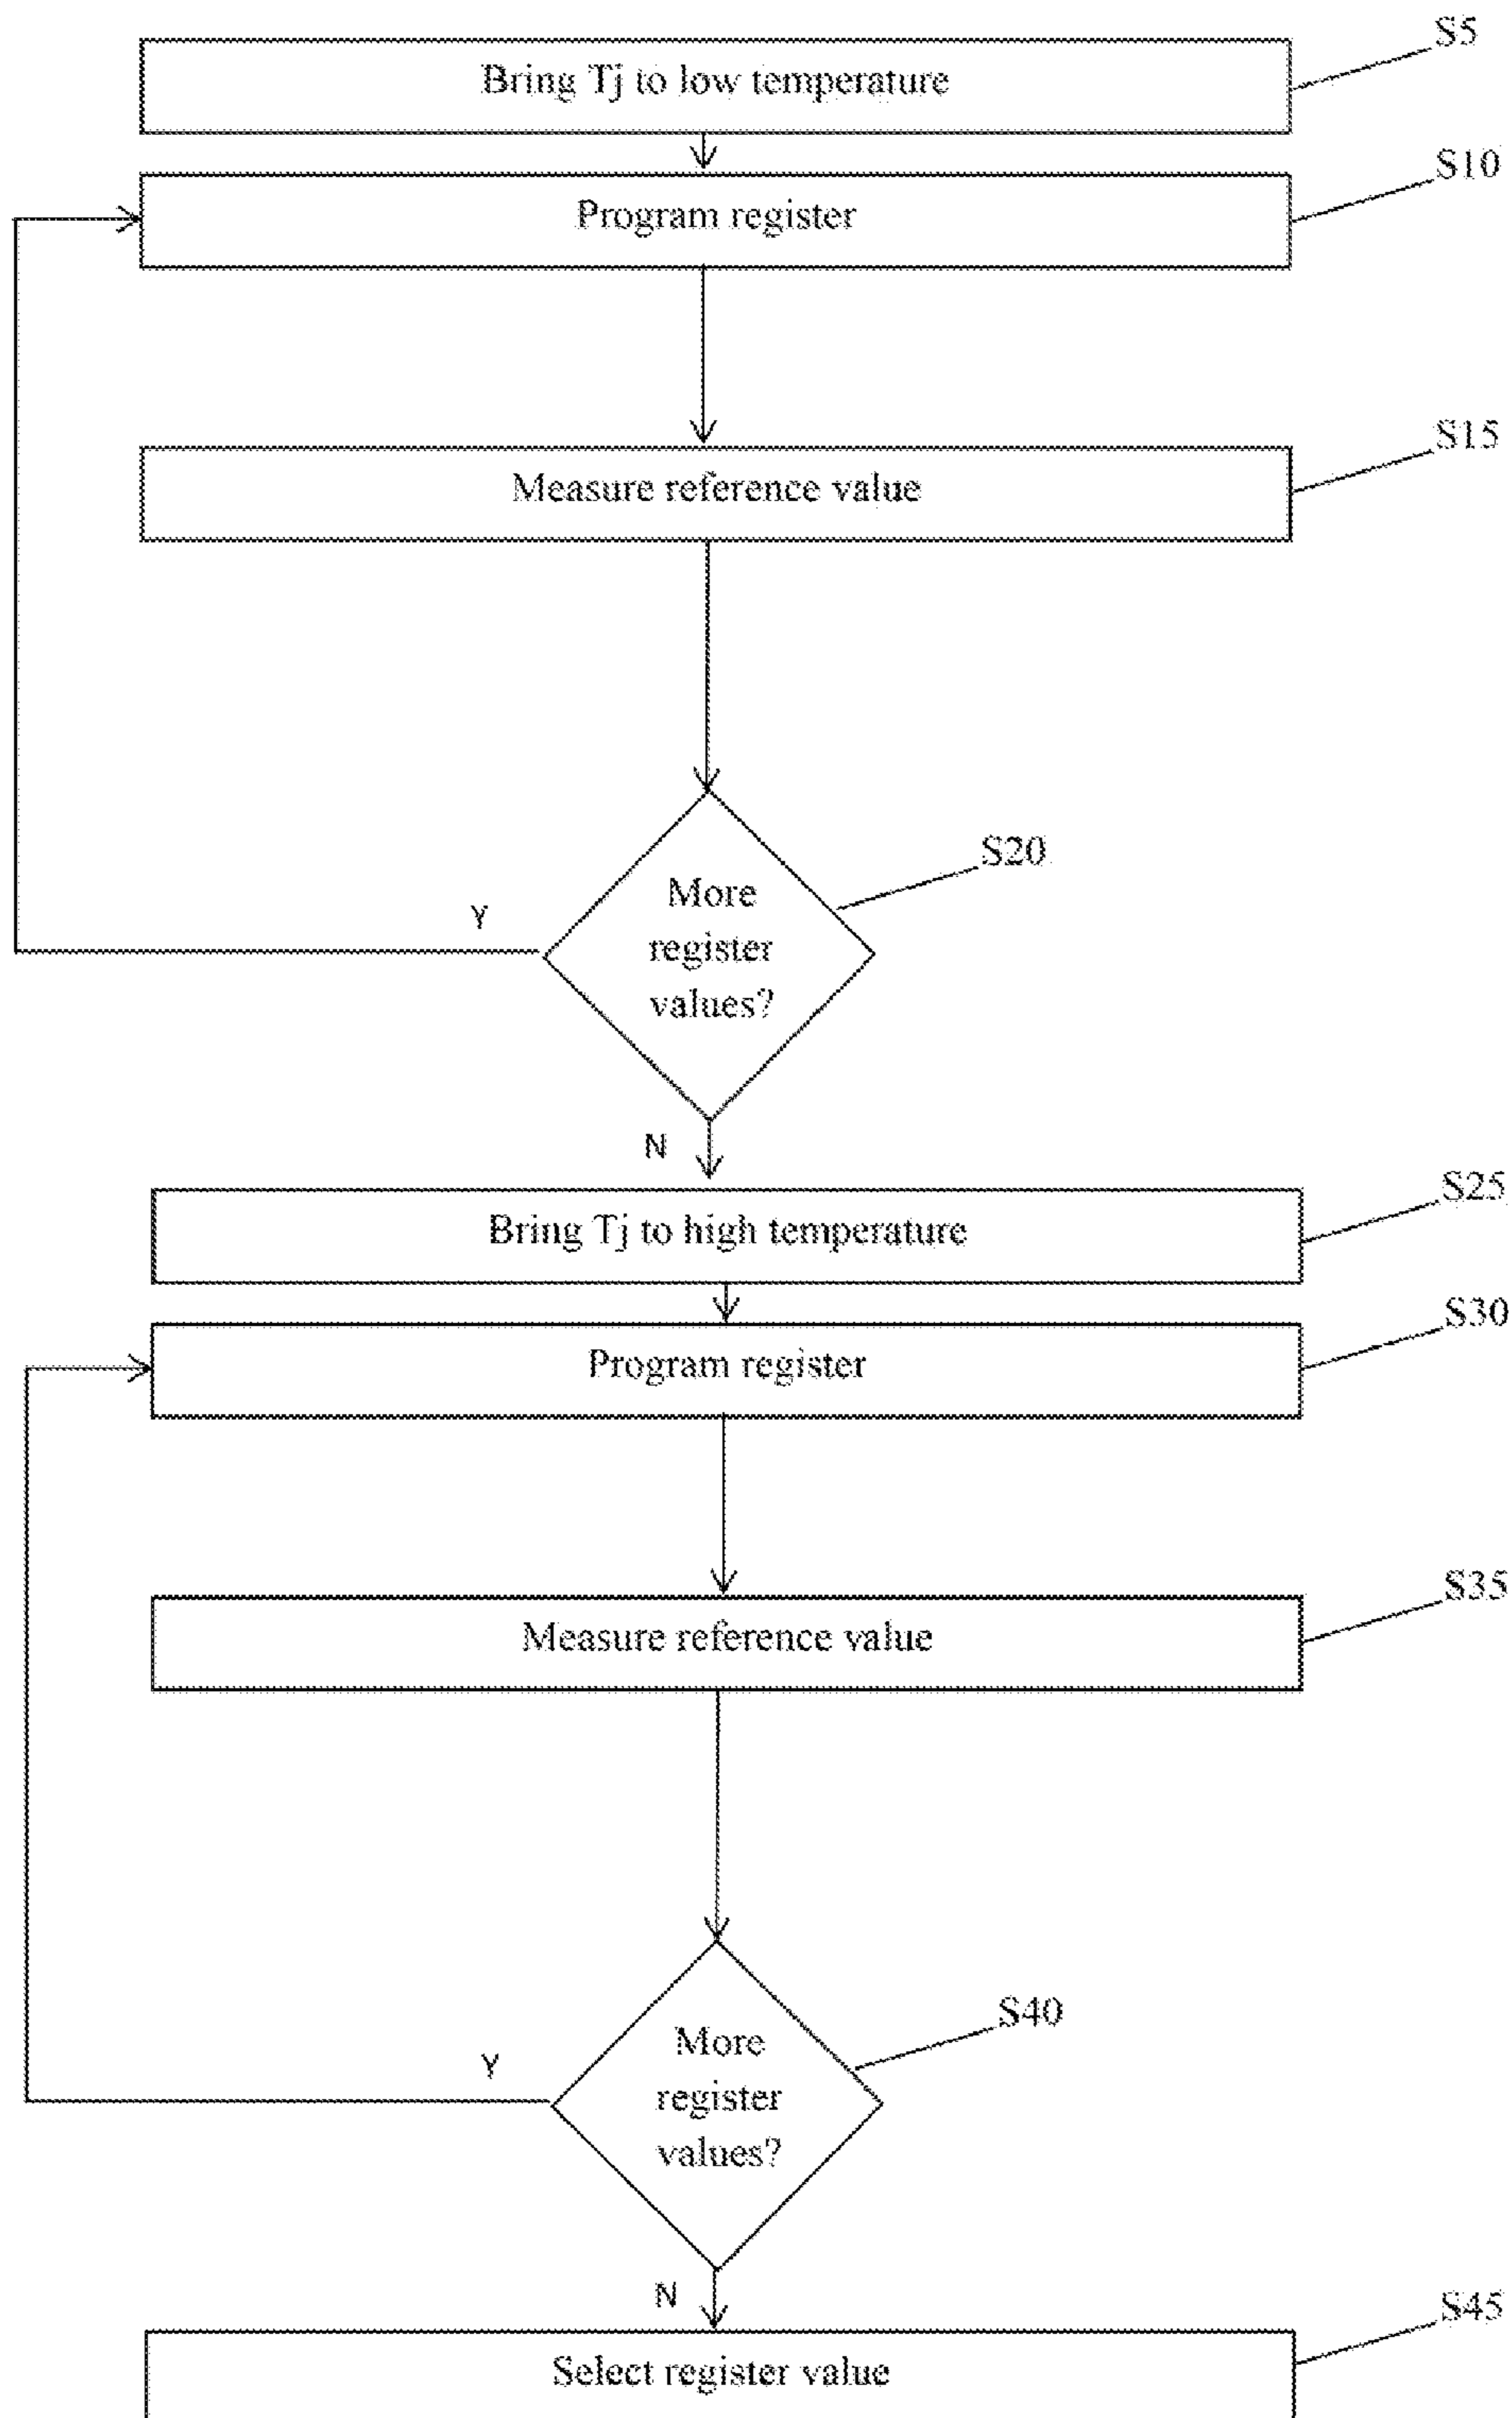 S5
Bring Tj to low temperature
S10
Program register
S15
Measure reference value
S20
More
register
values?
Y
N
S25
Bring Tj to high temperature
S30
Program register
S35
Measure reference value
S40
More
register
values?
Y
N
S45
Select register value